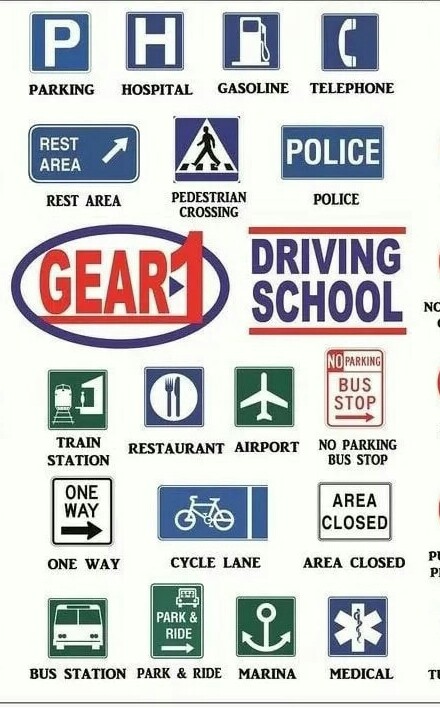 P
H
PARKING
HOSPITAL
GASOLINE
TELEPHONE
REST
AREA
POLICE
REST AREA
PEDESTRIAN
CROSSING
POLICE
GEAR 1
DRIVING
SCHOOL
NO PARKING
BUS
STOP
TRAIN
STATION
RESTAURANT
AIRPORT
NO PARKING
BUS STOP
ONE
WAY
AREA
CLOSED
ONE WAY
CYCLE LANE
AREA CLOSED
PARK &
RIDE
BUS STATION
PARK & RIDE
MARINA
MEDICAL